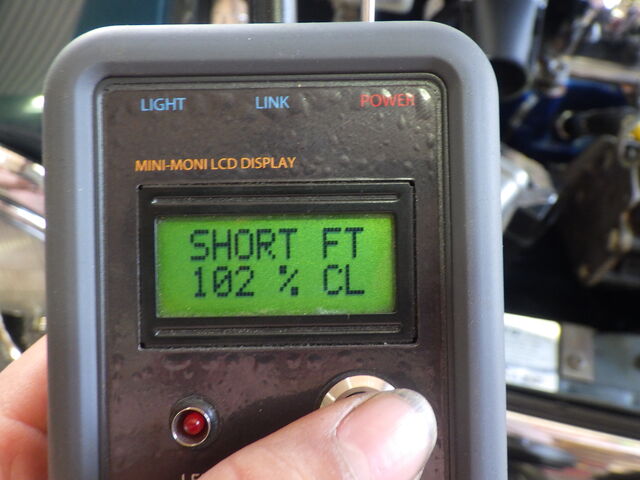 LIGHT LINK POWER
MINI-MONI LCD DISPLAY
SHORT FT
102 % CL